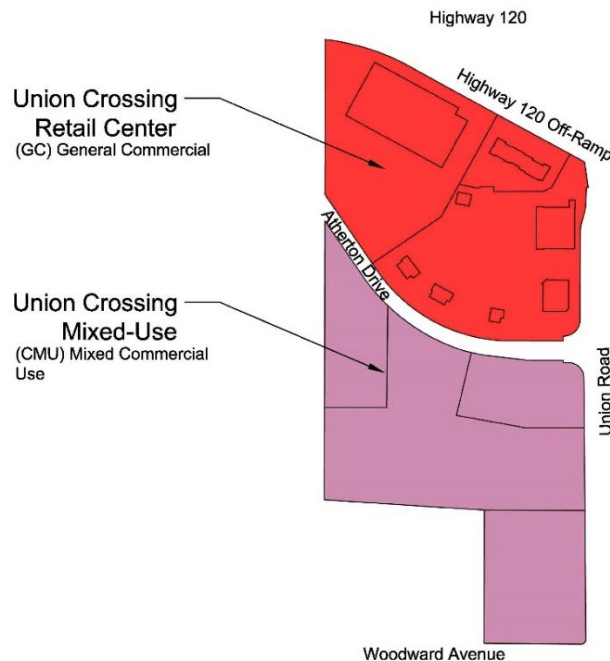 Highway 120
Highway 120 Off-Ramp
Union Crossing
Retail Center
(GC) General Commercial
Atherton Drive
Union Crossing
Mixed-Use
(CMU) Mixed Commercial
Use
Union Road
Woodward Avenue